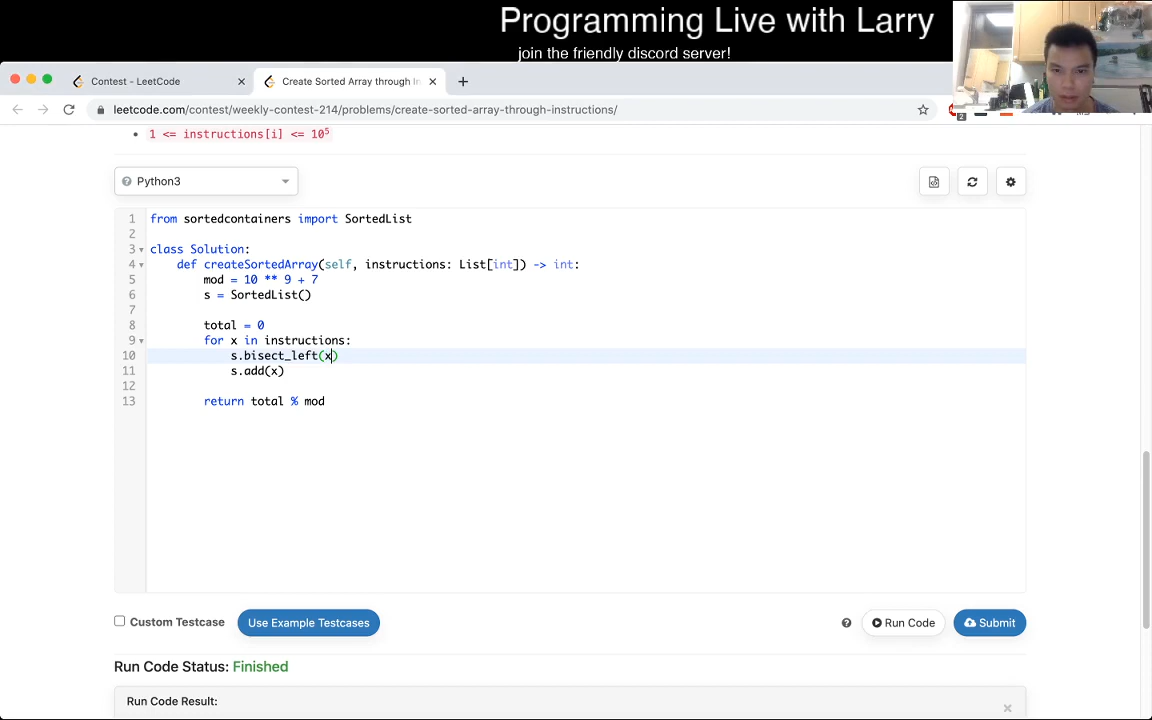 Programming Live with Larry
join the friendly discord server!
Contest - LeetCode
Create Sorted Array through In
leetcode.com/contest/weekly-contest-214/problems/create-sorted-array-through-instructions/
2
1 <= instructions[i] <= 10⁵
Python3
1 from sortedcontainers import SortedList
2
3 class Solution:
4 def createSortedArray(self, instructions: List[int]) -> int:
5 mod = 10 ** 9 + 7
6 s = SortedList()
7
8 total = 0
9 for x in instructions:
10 s.bisect_left(x)
11 s.add(x)
12
13 return total % mod
Custom Testcase
Use Example Testcases
Run Code
Submit
Run Code Status: Finished
Run Code Result: